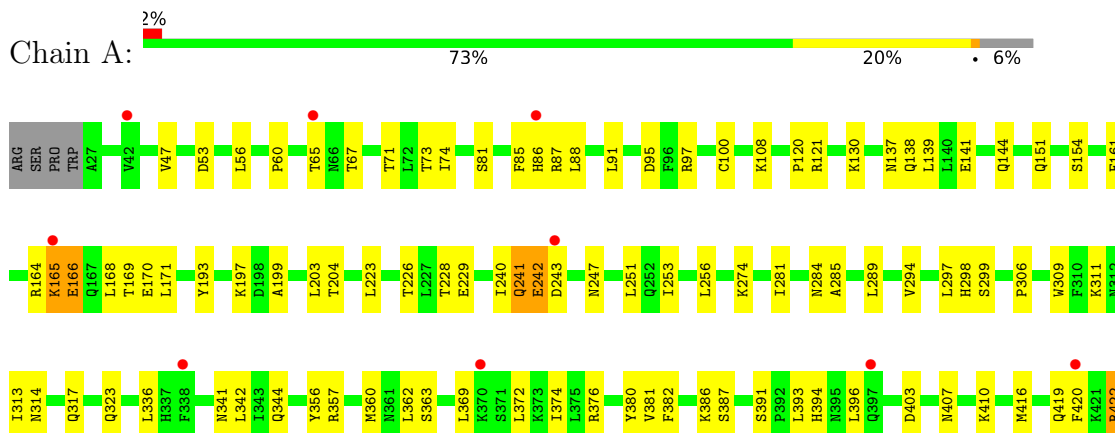 2%
Chain A:
73% 20% • 6%
ARG SER PRO TRP A27 V42 V47 D53 L56 P60 T65 N66 T67 T71 L72 T73 I74 S81 F85 H86 R87 L88 L91 D95 F96 R97 C100 K108 P120 R121 K130 N137 Q138 L139 L140 E141 Q144 Q151 S154
R164 K165 E166 Q167 L168 T169 E170 L171 Y193 K197 D198 A199 L203 T204 L223 T226 L227 T228 E229 I240 Q241 E242 D243 N247 L251 Q252 I253 L256 K274 I281 N284 A285 L289 V294 L297 H298 S299 P306 W309 F310 K311 N312
I313 N314 Q317 Q323 L336 H337 F338 N341 L342 I343 Q344 Y356 R357 M360 N361 L362 S363 L369 K370 S371 L372 K373 I374 L375 R376 Y380 V381 F382 K386 S387 S391 P392 L393 H394 N395 L396 Q397 D403 N407 K410 M416 Q419 F420 K421